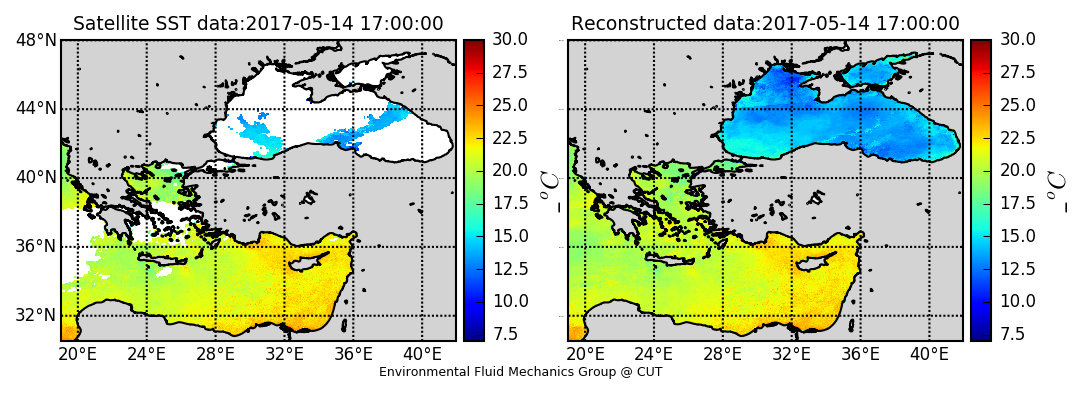 Satellite SST data:2017-05-14 17:00:00
Reconstructed data:2017-05-14 17:00:00
48°N
44°N
40°N
36°N
32°N
20°E 24°E 28°E 32°E 36°E 40°E
30.0
27.5
25.0
22.5
20.0
17.5
15.0
12.5
10.0
7.5
_ °C
20°E 24°E 28°E 32°E 36°E 40°E
30.0
27.5
25.0
22.5
20.0
17.5
15.0
12.5
10.0
7.5
_ °C
Environmental Fluid Mechanics Group @ CUT